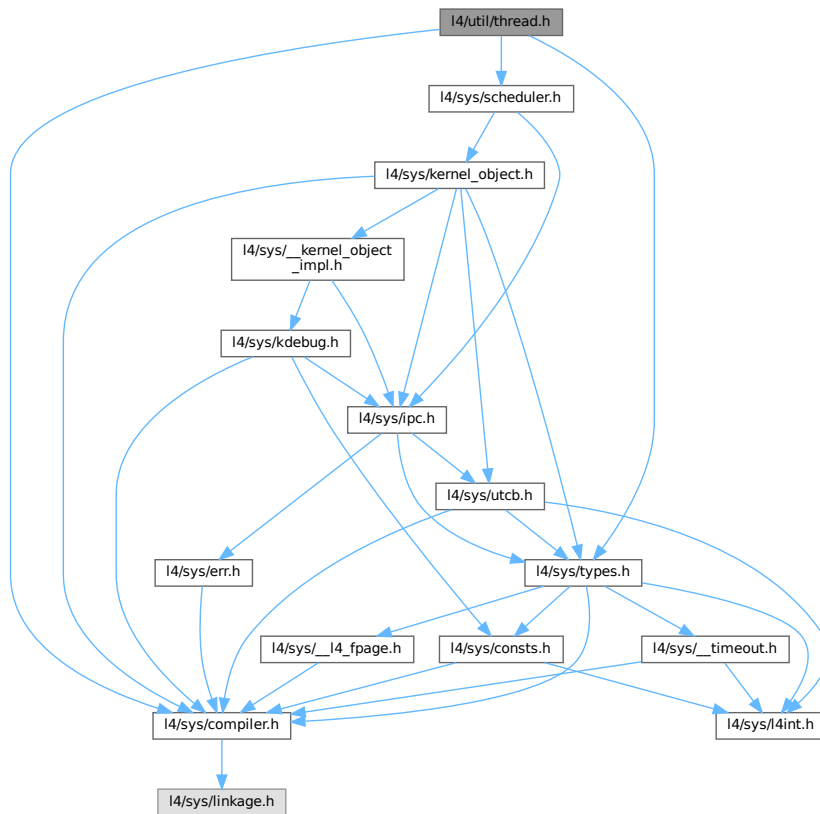 l4/util/thread.h
l4/sys/scheduler.h
l4/sys/kernel_object.h
l4/sys/__kernel_object
_impl.h
l4/sys/kdebug.h
l4/sys/ipc.h
l4/sys/utcb.h
l4/sys/err.h
l4/sys/types.h
l4/sys/__l4_fpage.h
l4/sys/consts.h
l4/sys/__timeout.h
l4/sys/compiler.h
l4/sys/l4int.h
l4/sys/linkage.h